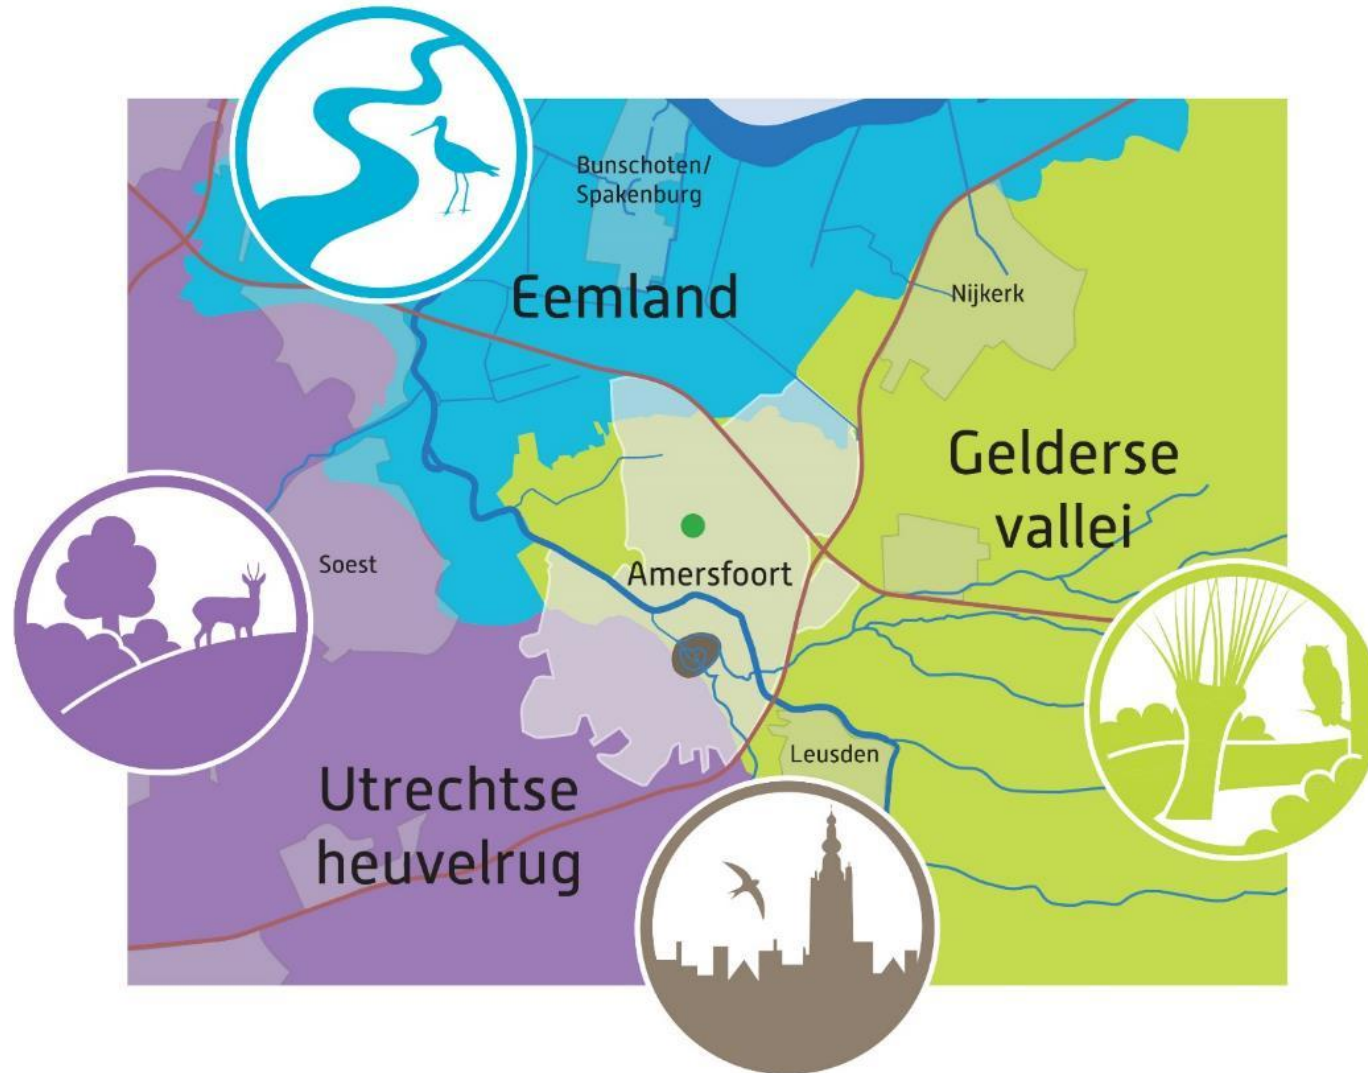 Bunschoten/
Spakenburg
Eemland
Nijkerk
Gelderse
vallei
Soest
Amersfoort
Leusden
Utrechtse
heuvelrug